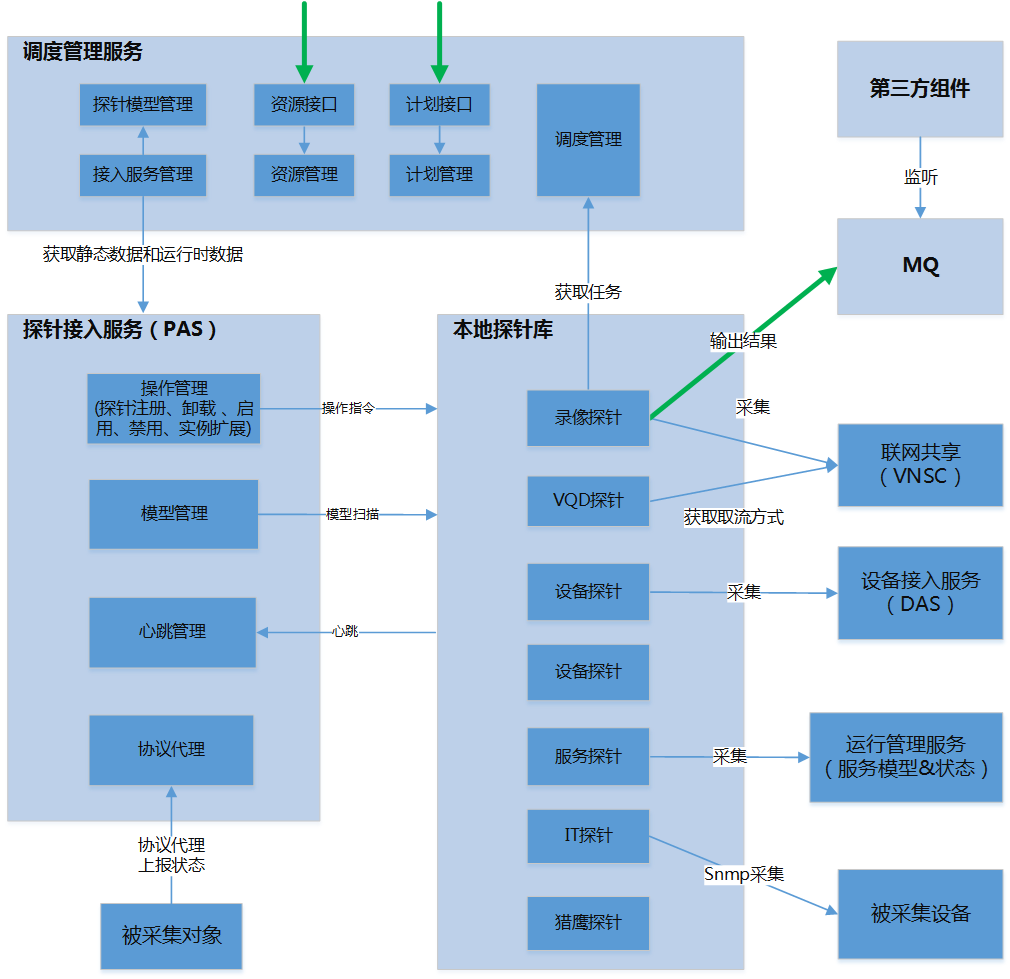 调度管理服务
探针模型管理
资源接口
计划接口
调度管理
接入服务管理
资源管理
计划管理
第三方组件
监听
MQ
获取静态数据和运行时数据
获取任务
输出结果
探针接入服务（PAS）
操作管理
(探针注册、卸载 、启
用、禁用、实例扩展)
操作指令
模型管理
模型扫描
心跳管理
心跳
协议代理
协议代理
上报状态
被采集对象
本地探针库
录像探针
采集
VQD探针
获取取流方式
联网共享
（VNSC）
设备探针
采集
设备接入服务
（DAS）
设备探针
服务探针
采集
运行管理服务
（服务模型&状态）
IT探针
Snmp采集
被采集设备
猎鹰探针